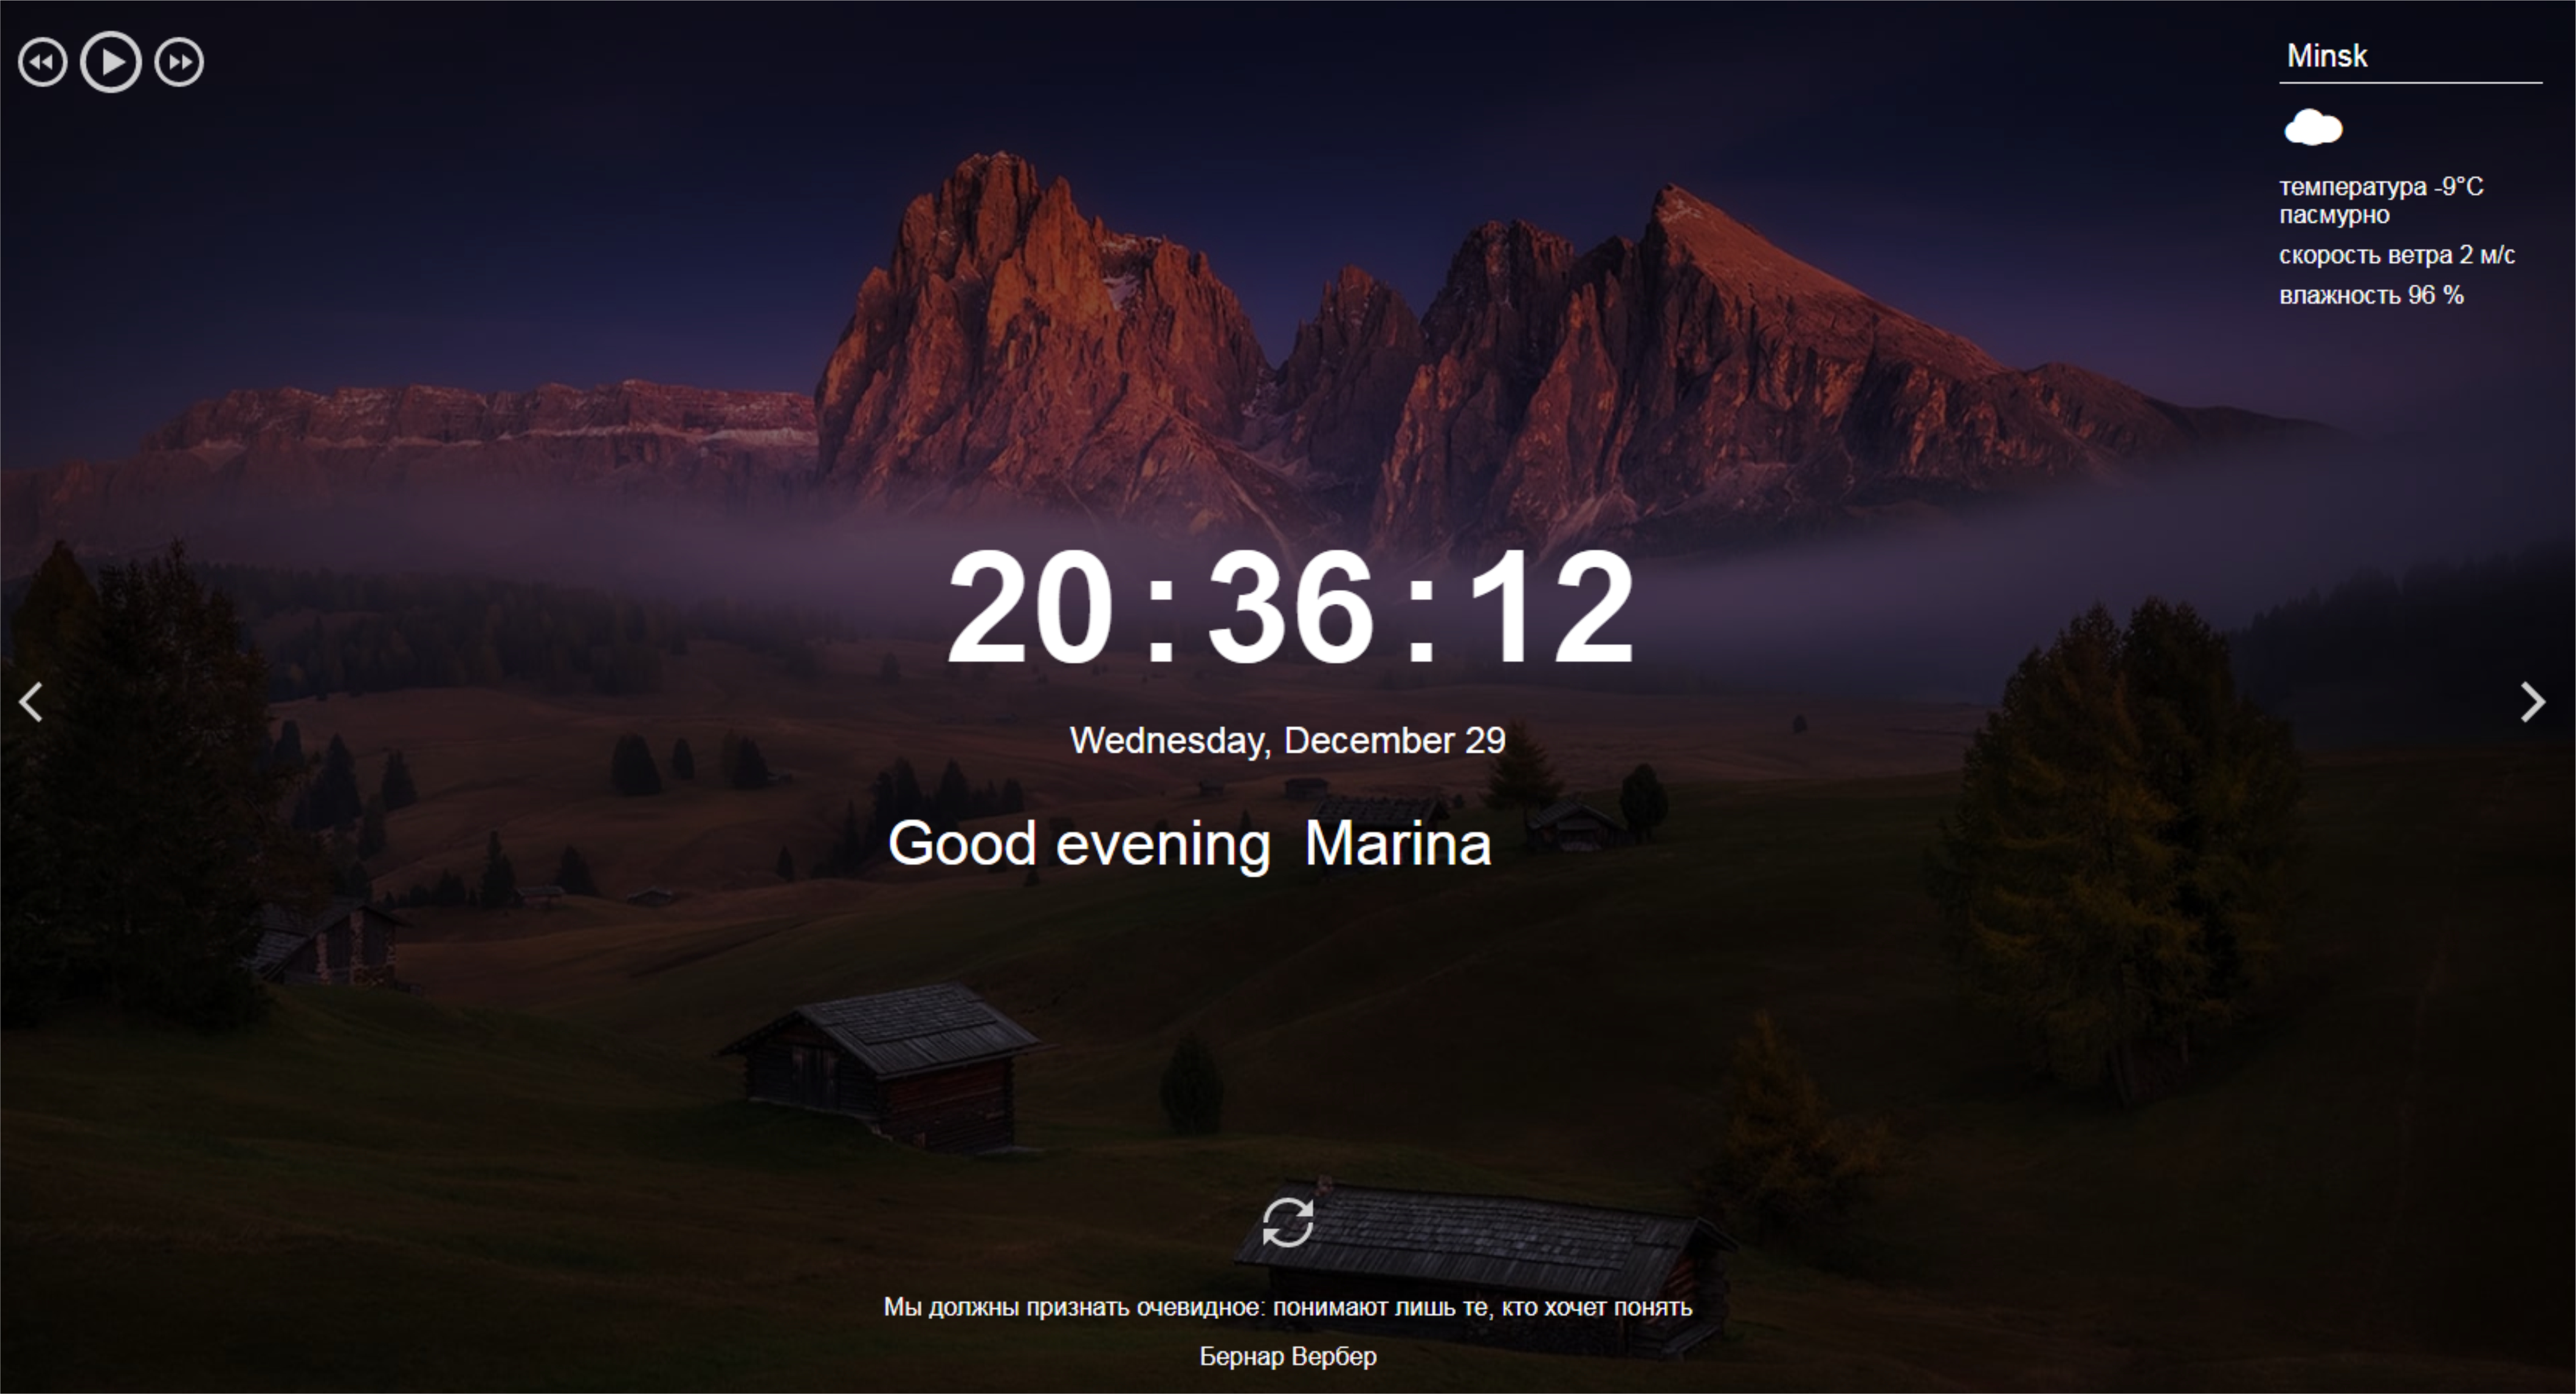 Minsk
температура -9°C
пасмурно
скорость ветра 2 м/с
влажность 96 %
20:36:12
Wednesday, December 29
Good evening Marina
Мы должны признать очевидное: понимают лишь те, кто хочет понять
Бернар Вербер